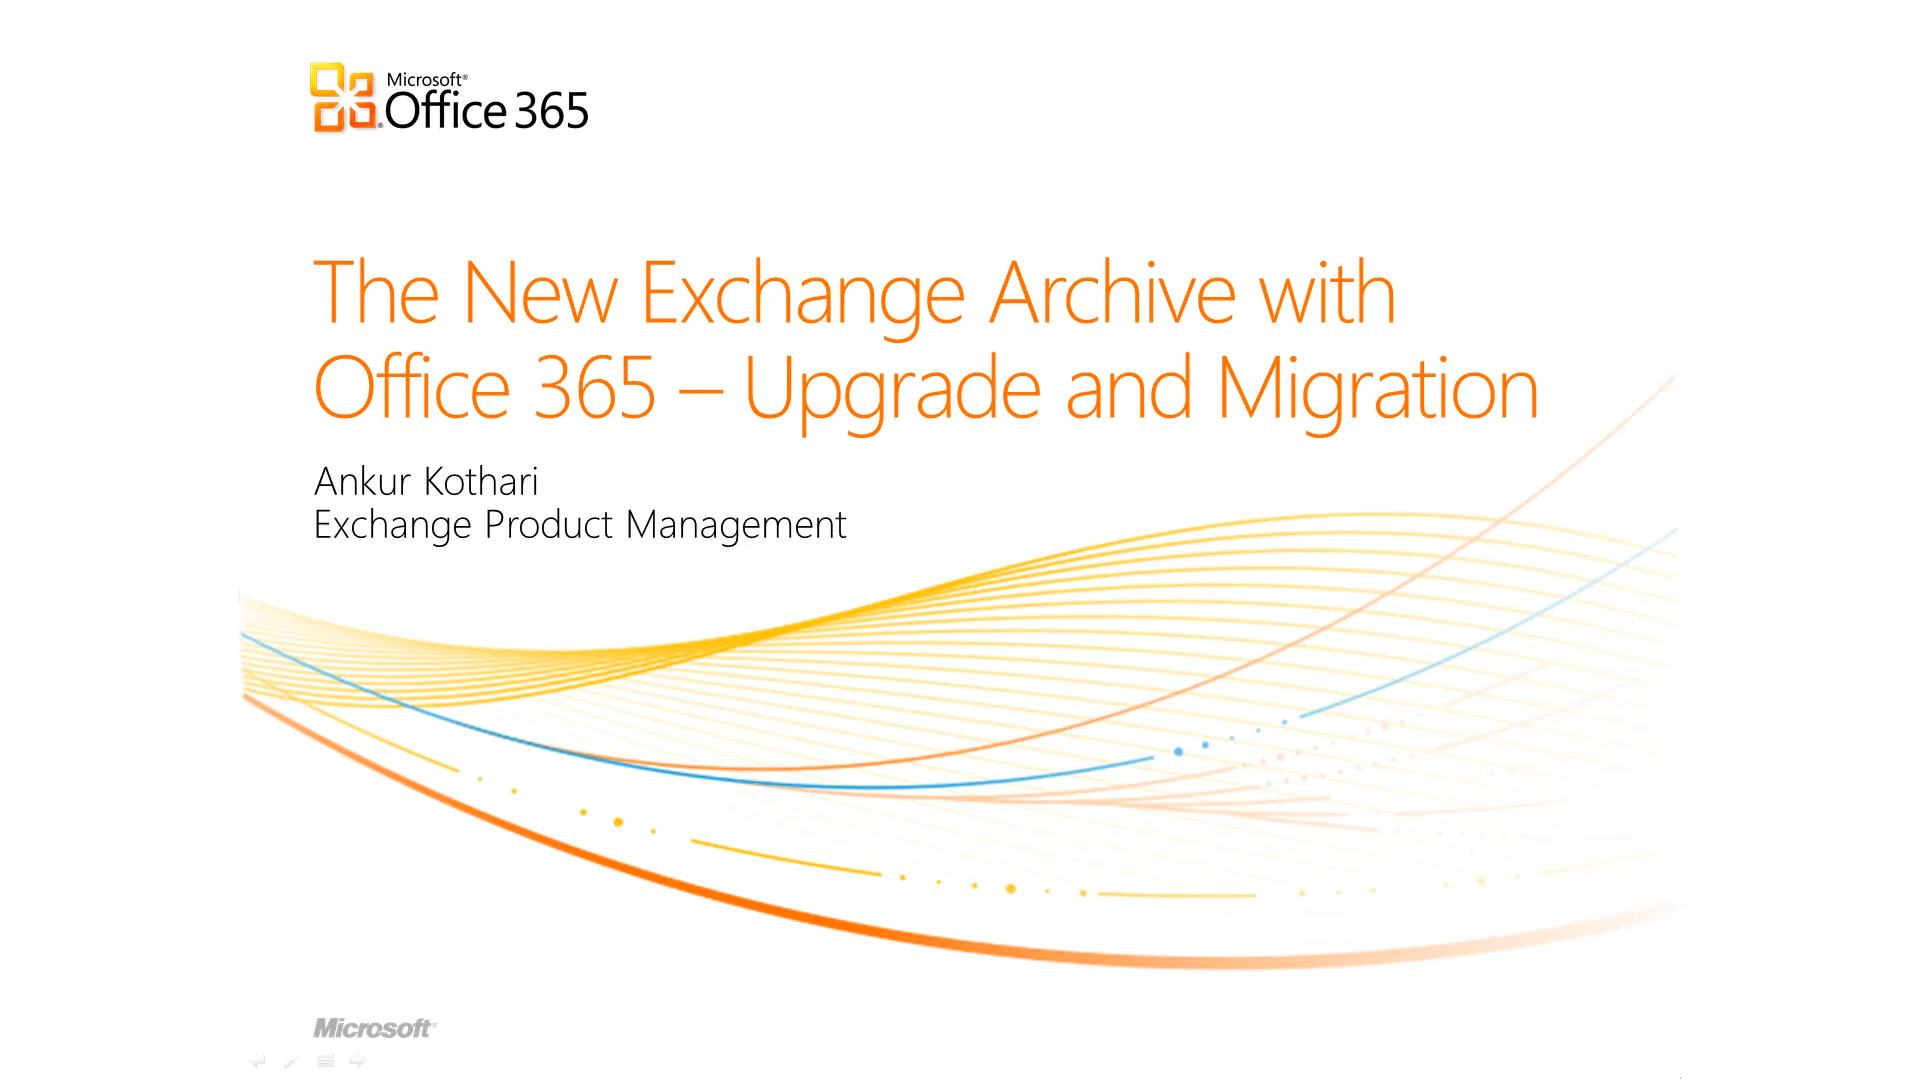 Microsoft®
Office 365
The New Exchange Archive with
Office 365 – Upgrade and Migration
Ankur Kothari
Exchange Product Management
Microsoft®